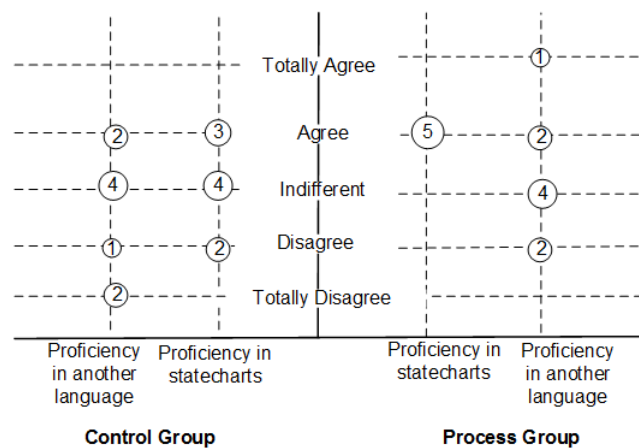 Totally Agree
1
2
3
Agree
5
2
4
4
Indifferent
4
1
2
Disagree
2
2
Totally Disagree
Proficiency
in another
language
Proficiency in
statecharts
Proficiency in
statecharts
Proficiency
in another
language
Control Group
Process Group